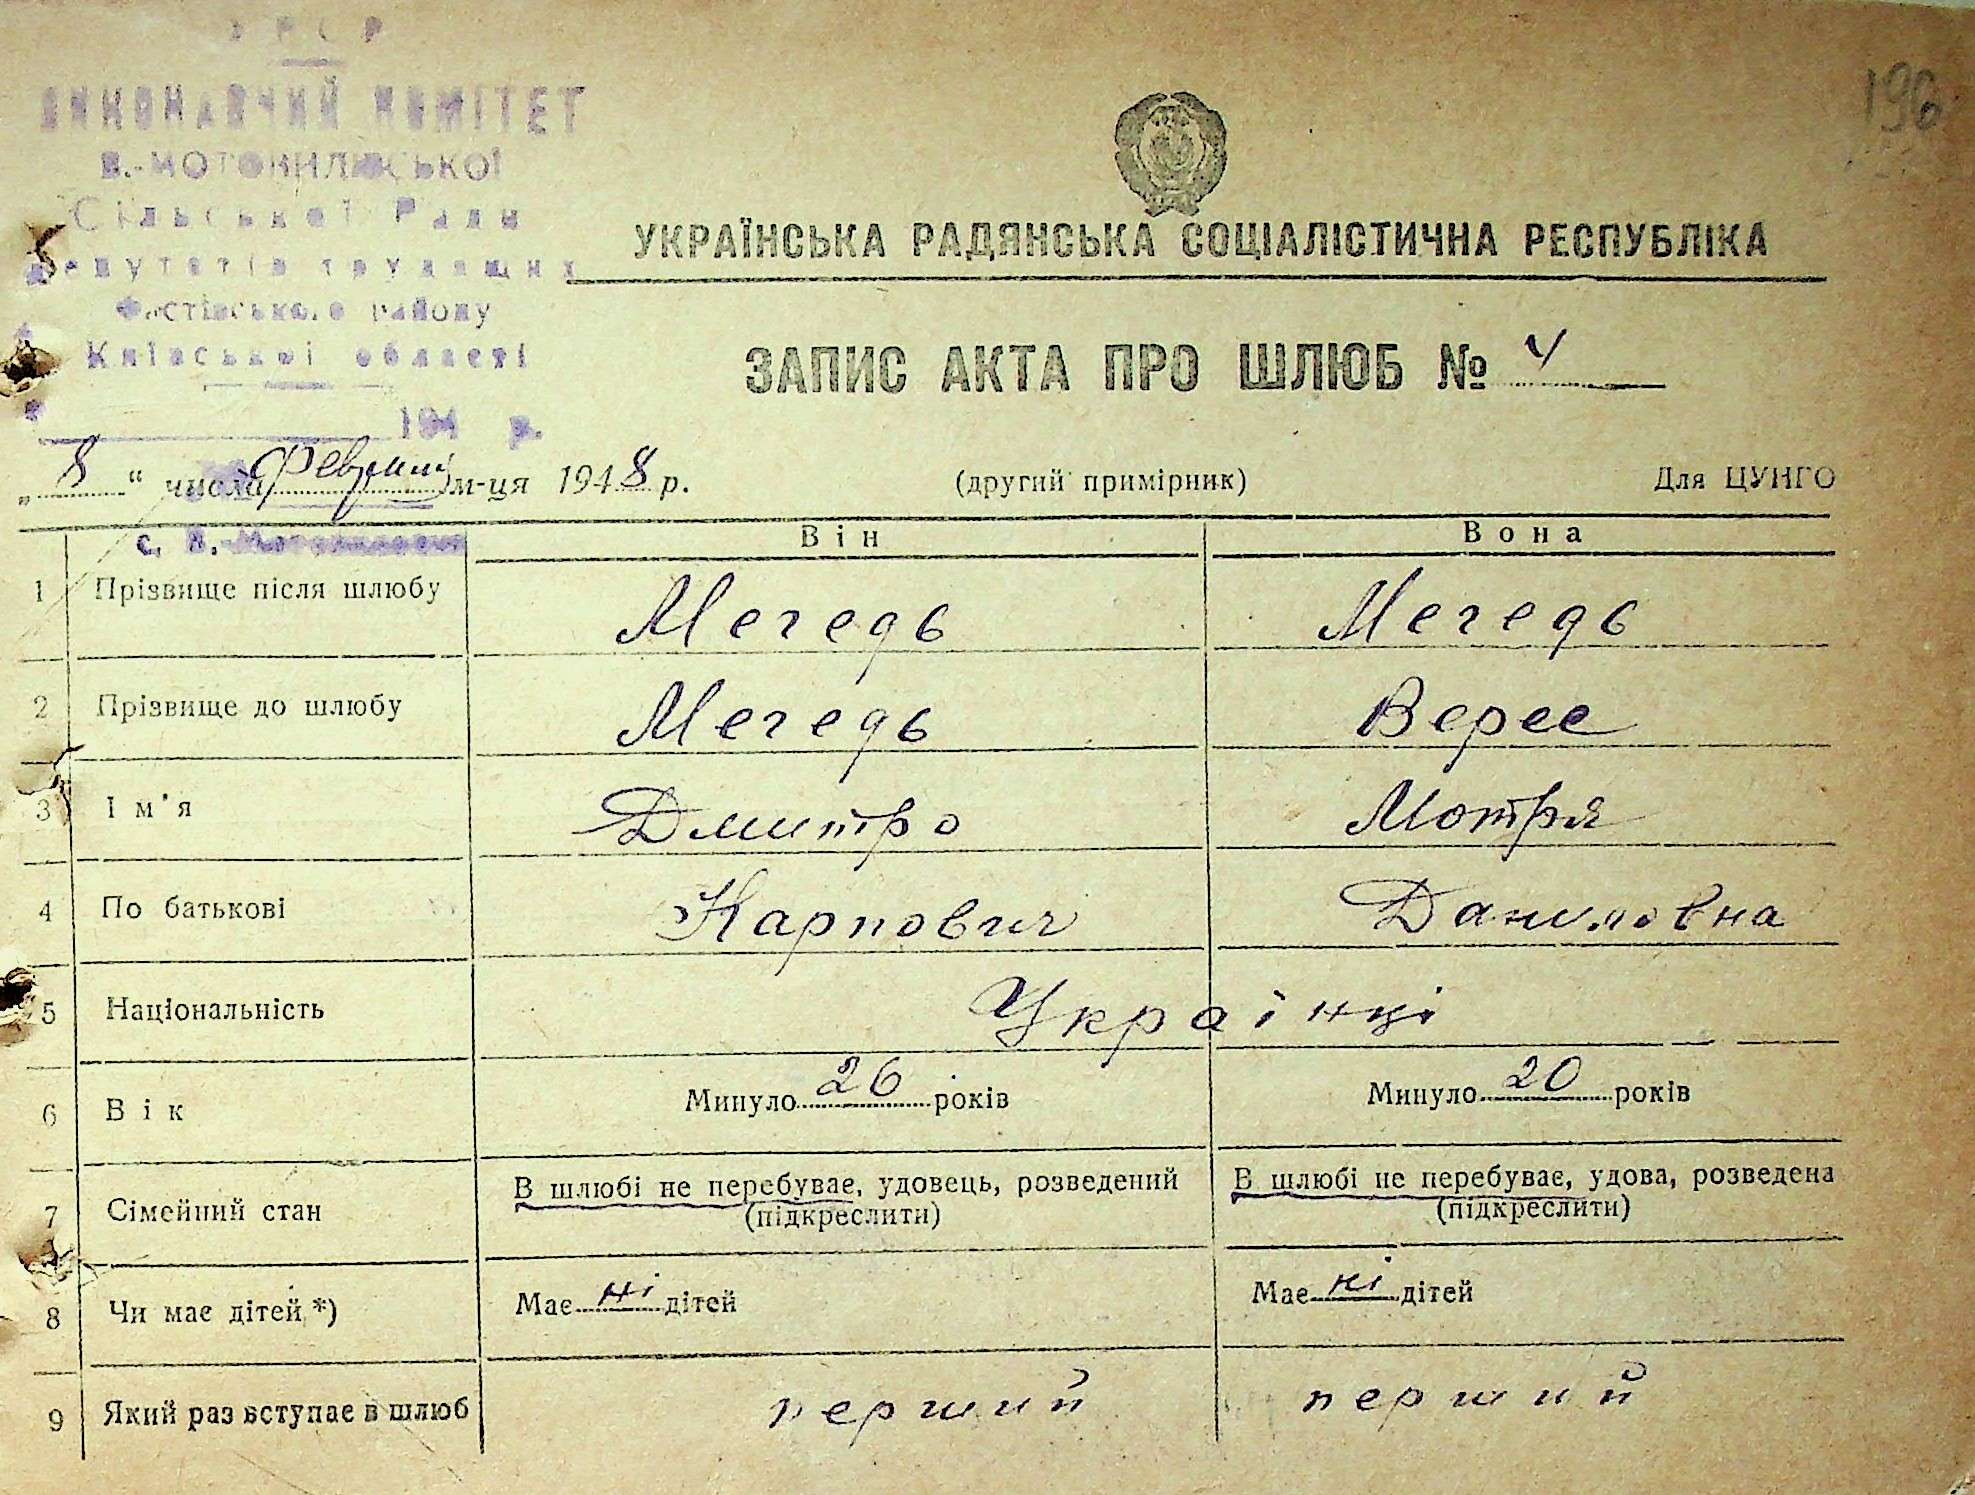 УРСР
ВИКОНАВЧИЙ КОМІТЕТ
В.-МОТОВИЛІВСЬКОЇ
Сільської Ради
депутатів трудящих
Фастівського району
Київської області
194 р.
196
УКРАЇНСЬКА РАДЯНСЬКА СОЦІАЛІСТИЧНА РЕСПУБЛІКА
ЗАПИС АКТА ПРО ШЛЮБ № 4
„ 8 “ числа м-ця 1948 р. (другий примірник) Для ЦУНГО
с. В.-Мотовилівка
Він Вона
1 Прізвище після шлюбу Мегедь Мегедь
2 Прізвище до шлюбу Мегедь Верес
3 Ім'я Дмитро Мотря
4 По батькові Карпович Даниловна
5 Національність Українці
6 Вік Минуло 26 років Минуло 20 років
7 Сімейний стан В шлюбі не перебуває, удовець, розведений В шлюбі не перебуває, удова, розведена
(підкреслити) (підкреслити)
8 Чи має дітей *) Має ні дітей Має ні дітей
9 Який раз вступає в шлюб перший перший